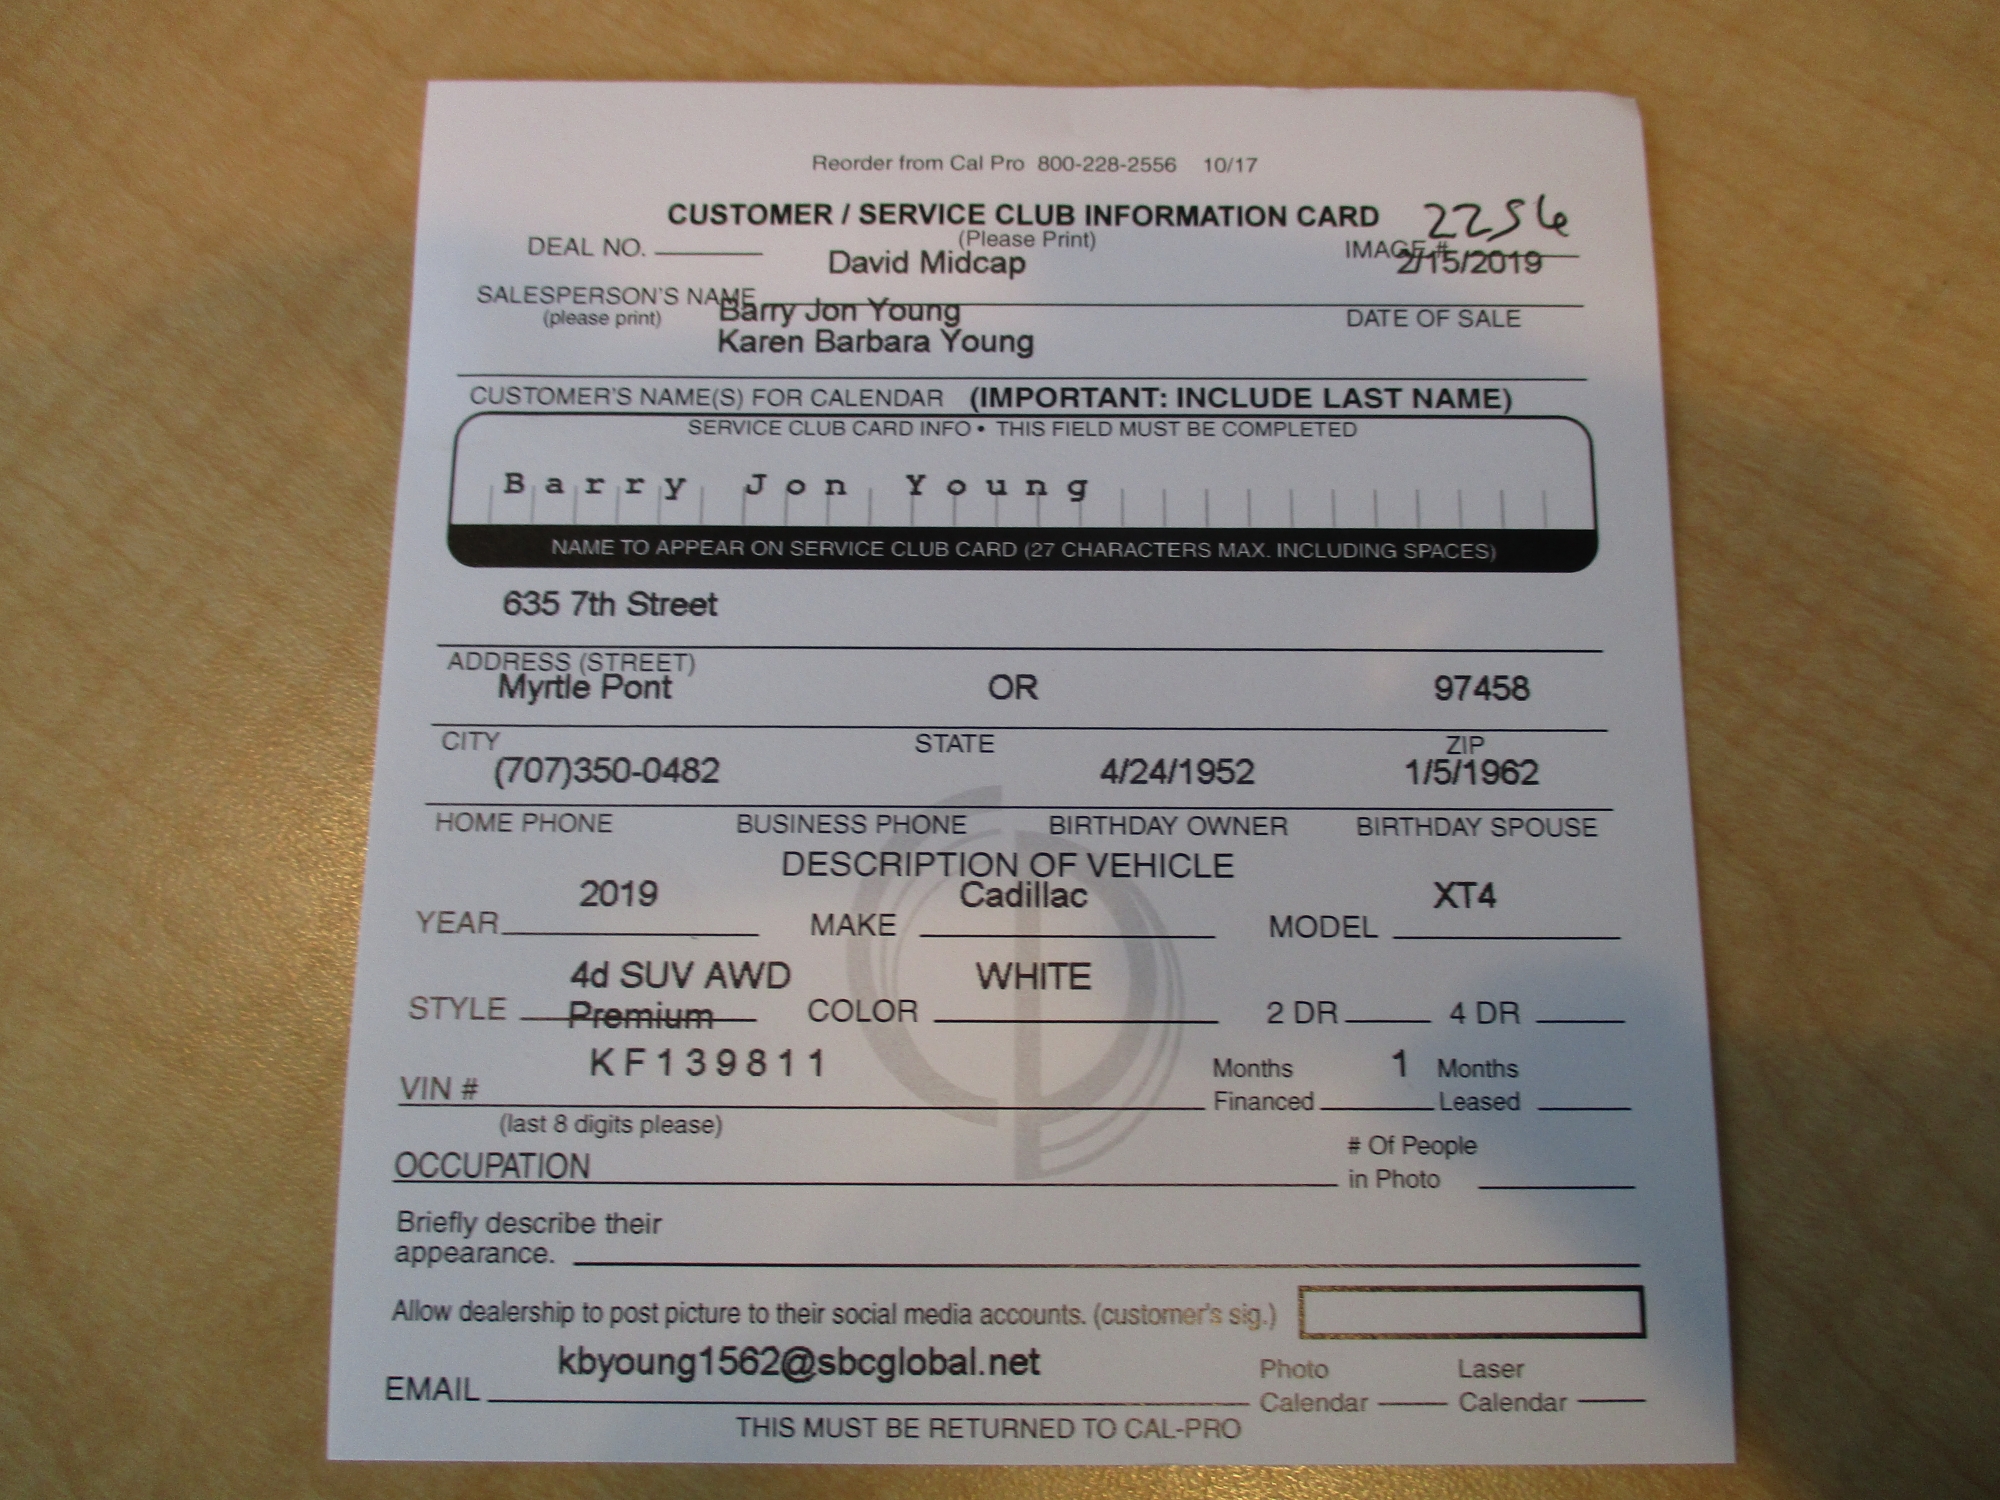 Reorder from Cal Pro 800-228-2556 10/17
CUSTOMER / SERVICE CLUB INFORMATION CARD 2256
(Please Print)
DEAL NO. David Midcap IMAGE # 2/15/2019
SALESPERSON'S NAME
(please print) DATE OF SALE
Barry Jon Young
Karen Barbara Young
CUSTOMER'S NAME(S) FOR CALENDAR (IMPORTANT: INCLUDE LAST NAME)
SERVICE CLUB CARD INFO • THIS FIELD MUST BE COMPLETED
Barry Jon Young
NAME TO APPEAR ON SERVICE CLUB CARD (27 CHARACTERS MAX. INCLUDING SPACES)
635 7th Street
ADDRESS (STREET)
Myrtle Pont OR 97458
CITY STATE ZIP
(707)350-0482 4/24/1952 1/5/1962
HOME PHONE BUSINESS PHONE BIRTHDAY OWNER BIRTHDAY SPOUSE
DESCRIPTION OF VEHICLE
2019 Cadillac XT4
YEAR MAKE MODEL
4d SUV AWD WHITE
STYLE Premium COLOR 2 DR 4 DR
KF139811 Months 1 Months
VIN # Financed Leased
(last 8 digits please)
# Of People
OCCUPATION in Photo
Briefly describe their
appearance.
Allow dealership to post picture to their social media accounts. (customer's sig.)
kbyoung1562@sbcglobal.net Photo Laser
EMAIL Calendar Calendar
THIS MUST BE RETURNED TO CAL-PRO